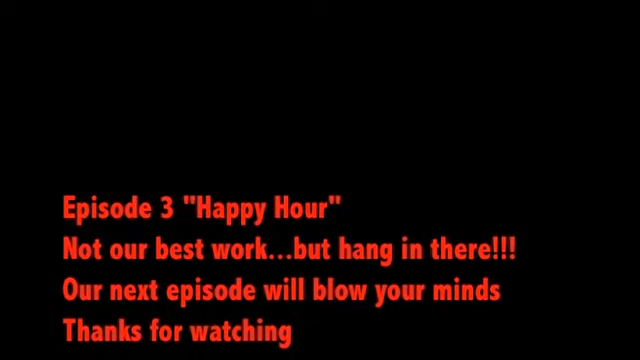 Episode 3 "Happy Hour"
Not our best work...but hang in there!!!
Our next episode will blow your minds
Thanks for watching